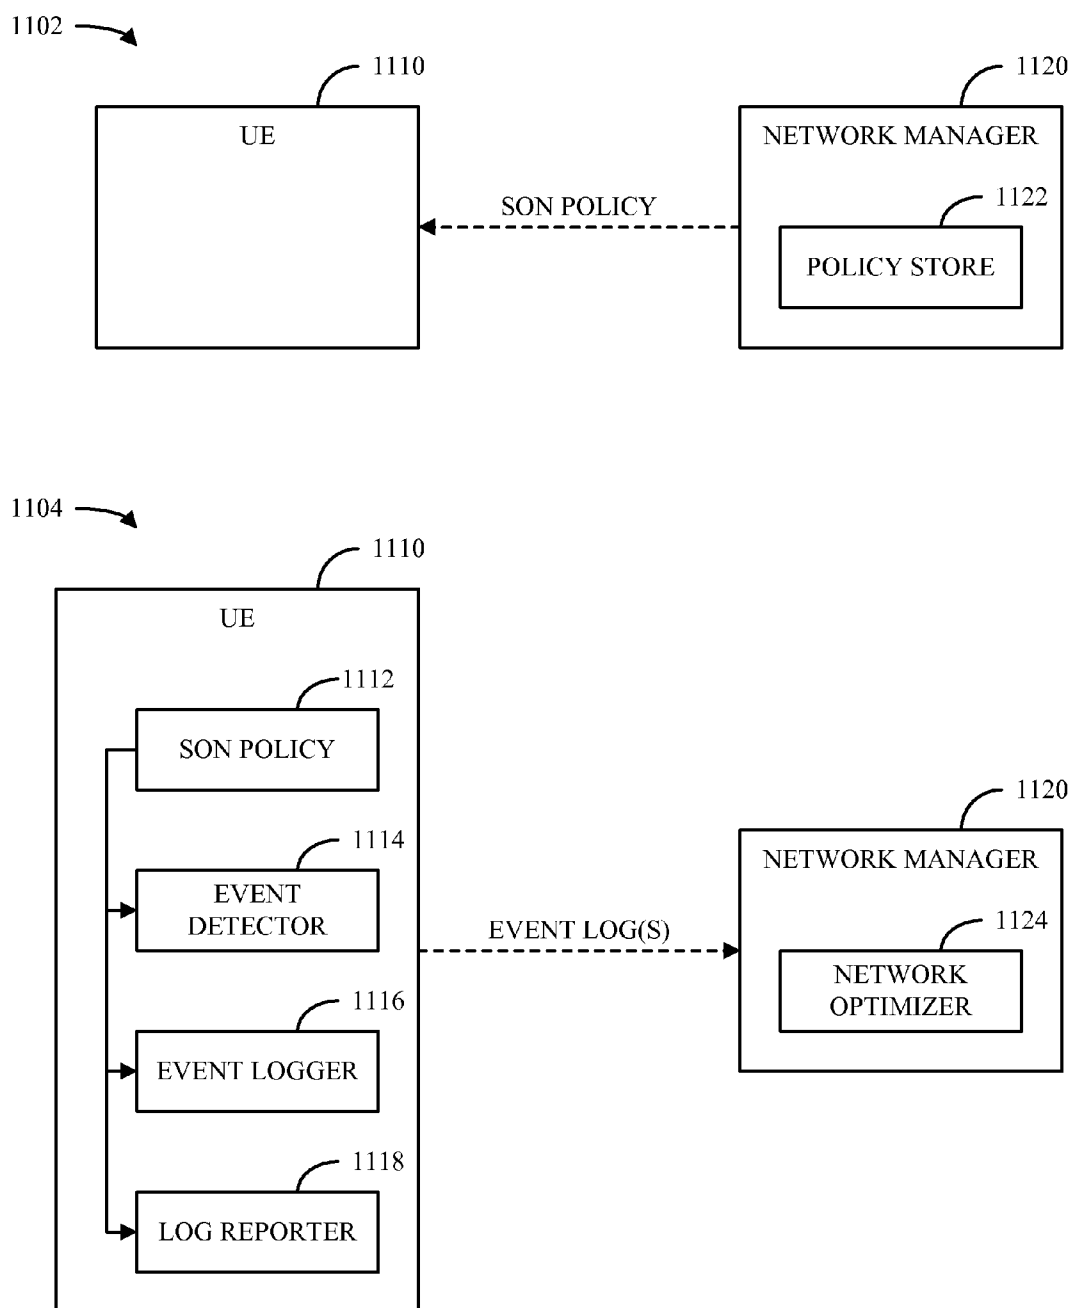 1102
1110
1120
UE
NETWORK MANAGER
1122
SON POLICY
POLICY STORE
1104
1110
UE
1112
SON POLICY
1120
1114
NETWORK MANAGER
EVENT
DETECTOR
EVENT LOG(S)
1124
NETWORK
OPTIMIZER
1116
EVENT LOGGER
1118
LOG REPORTER